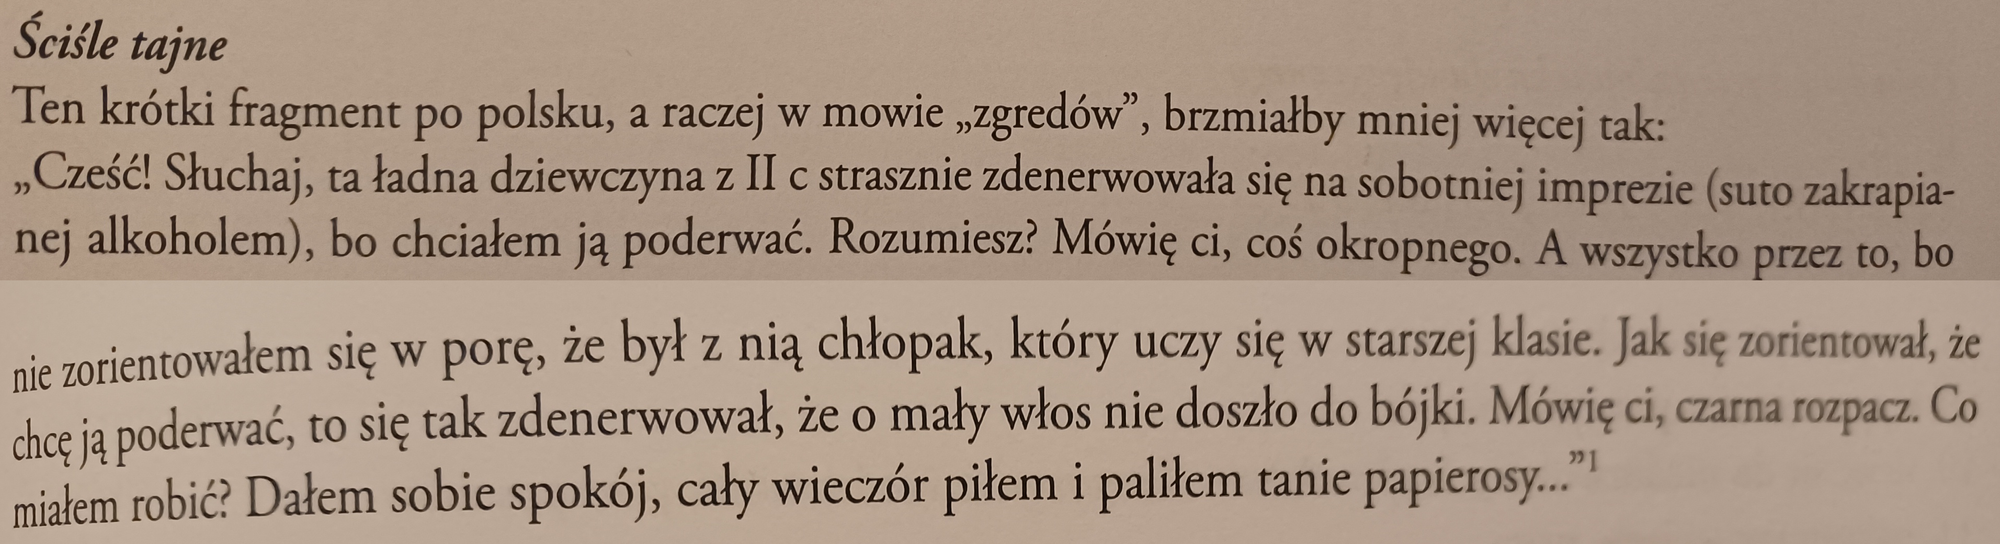 Ściśle tajne
Ten krótki fragment po polsku, a raczej w mowie „zgredów”, brzmiałby mniej więcej tak:
„Cześć! Słuchaj, ta ładna dziewczyna z II c strasznie zdenerwowała się na sobotniej imprezie (suto zakrapia-
nej alkoholem), bo chciałem ją poderwać. Rozumiesz? Mówię ci, coś okropnego. A wszystko przez to, bo
nie zorientowałem się w porę, że był z nią chłopak, który uczy się w starszej klasie. Jak się zorientował, że
chcę ją poderwać, to się tak zdenerwował, że o mały włos nie doszło do bójki. Mówię ci, czarna rozpacz. Co
miałem robić? Dałem sobie spokój, cały wieczór piłem i paliłem tanie papierosy...”1